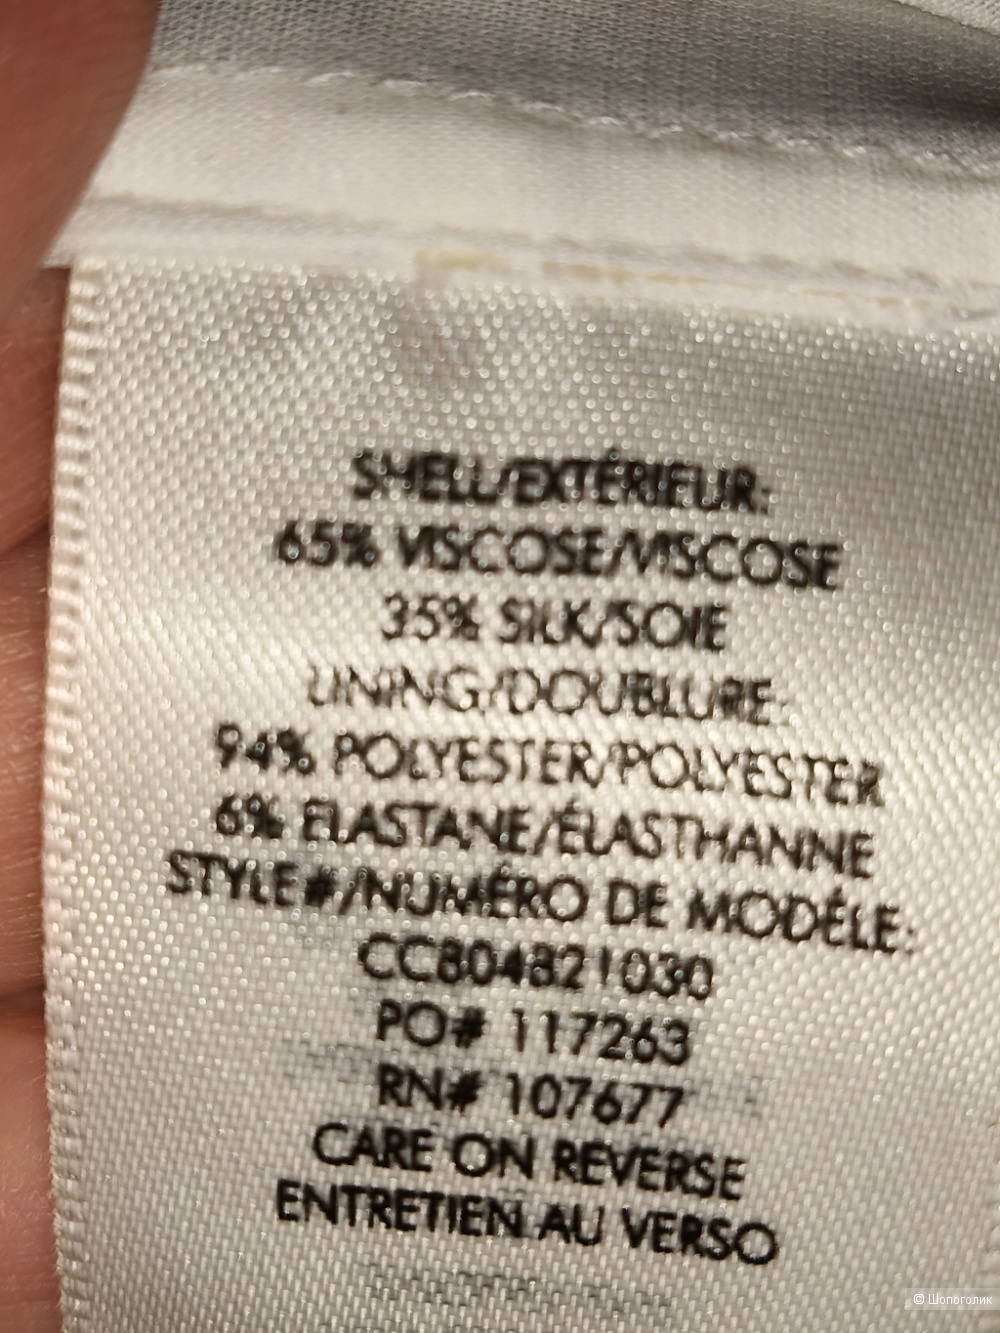 SHELL/EXTÉRIEUR:
65% VISCOSE/VISCOSE
35% SILK/SOIE
LINING/DOUBLURE:
94% POLYESTER/POLYESTER
6% ELASTANE/ÉLASTHANNE
STYLE#/NUMÉRO DE MODÉLE:
CC804821030
PO# 117263
RN# 107677
CARE ON REVERSE
ENTRETIEN AU VERSO
© Шопоголик